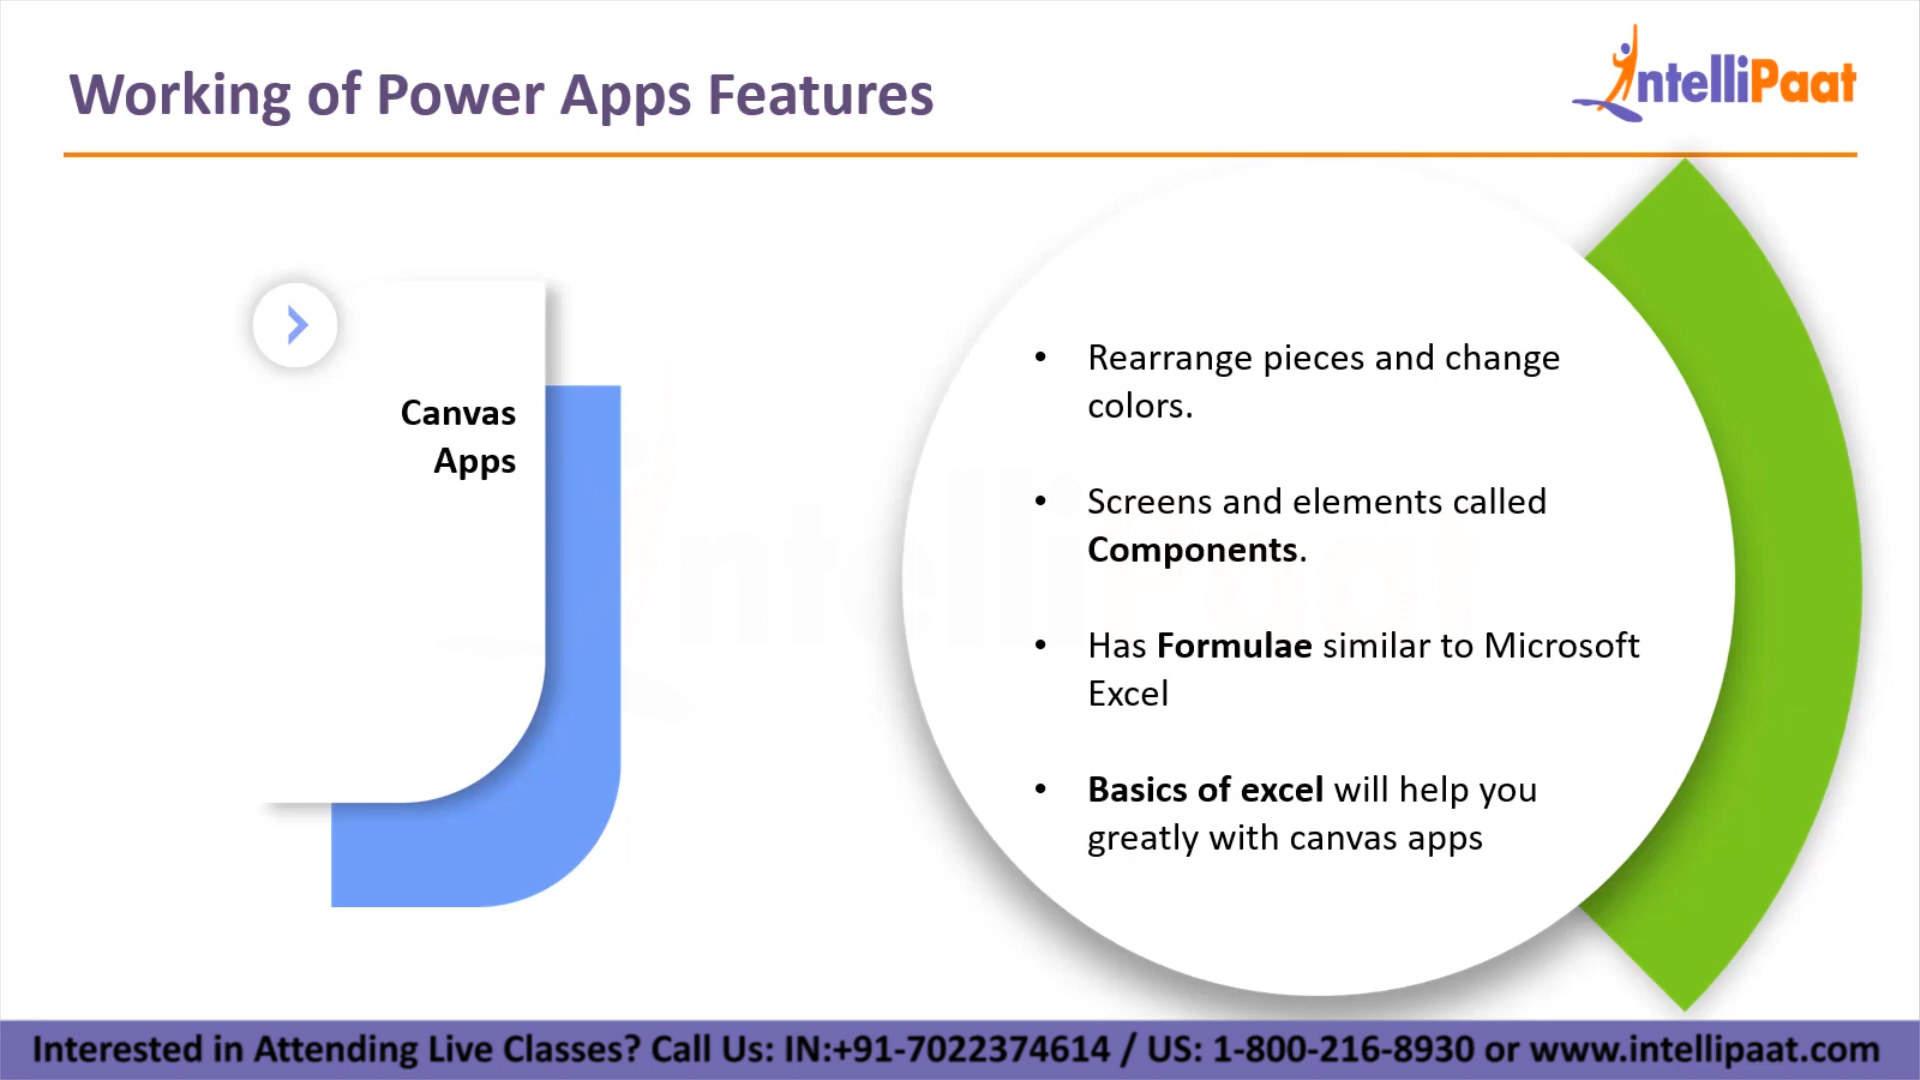 Working of Power Apps Features
IntelliPaat
Canvas
Apps
• Rearrange pieces and change
colors.
• Screens and elements called
Components.
• Has Formulae similar to Microsoft
Excel
• Basics of excel will help you
greatly with canvas apps
IntelliPaat
Interested in Attending Live Classes? Call Us: IN:+91-7022374614 / US: 1-800-216-8930 or www.intellipaat.com